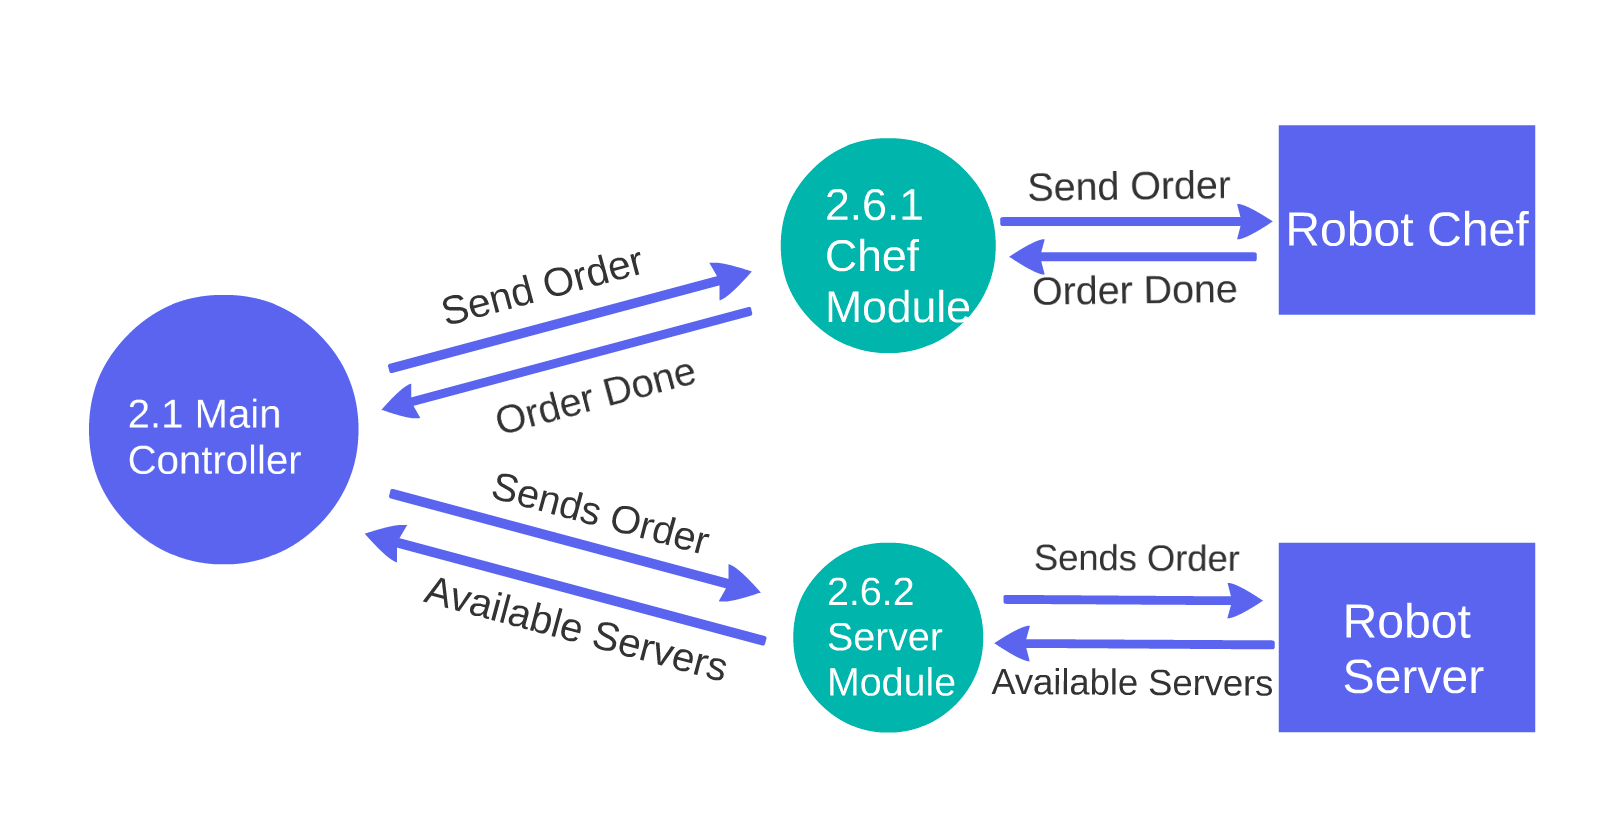 2.1 Main
Controller
Send Order
Order Done
Sends Order
Available Servers
2.6.1
Chef
Module
Send Order
Order Done
Robot Chef
2.6.2
Server
Module
Sends Order
Available Servers
Robot
Server